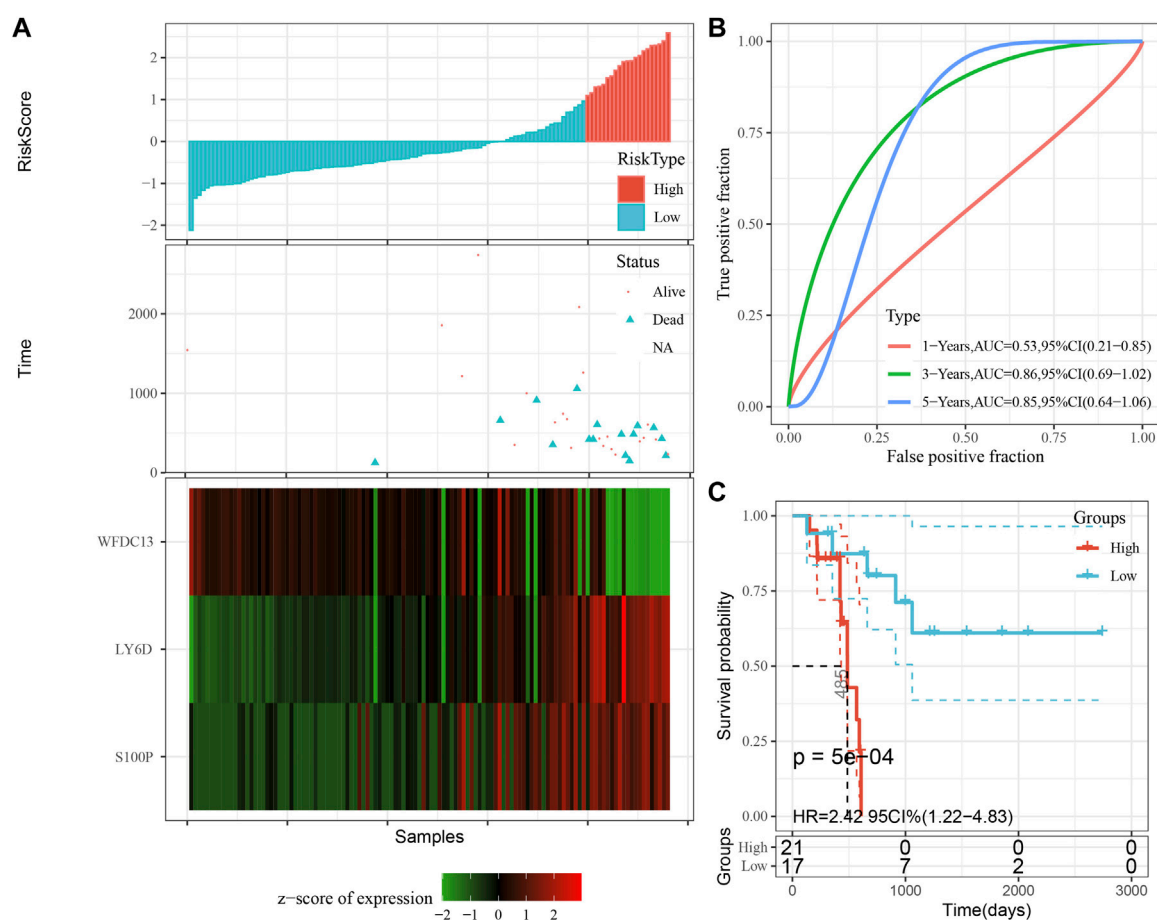 A
RiskScore
2
1
0
−1
−2
RiskType
High
Low
Time
2000
1000
0
Status
Alive
Dead
NA
WFDC13
LY6D
S100P
Samples
z−score of expression
−2 −1 0 1 2
B
True positive fraction
1.00
0.75
0.50
0.25
0.00
Type
1−Years,AUC=0.53,95%CI(0.21−0.85)
3−Years,AUC=0.86,95%CI(0.69−1.02)
5−Years,AUC=0.85,95%CI(0.64−1.06)
0.00 0.25 0.50 0.75 1.00
False positive fraction
C
Survival probability
1.00
0.75
0.50
0.25
0.00
Groups
High
Low
485
p = 5e−04
HR=2.42 95CI%(1.22−4.83)
Groups
High 21 0 0 0
Low 17 7 2 0
0 1000 2000 3000
Time(days)